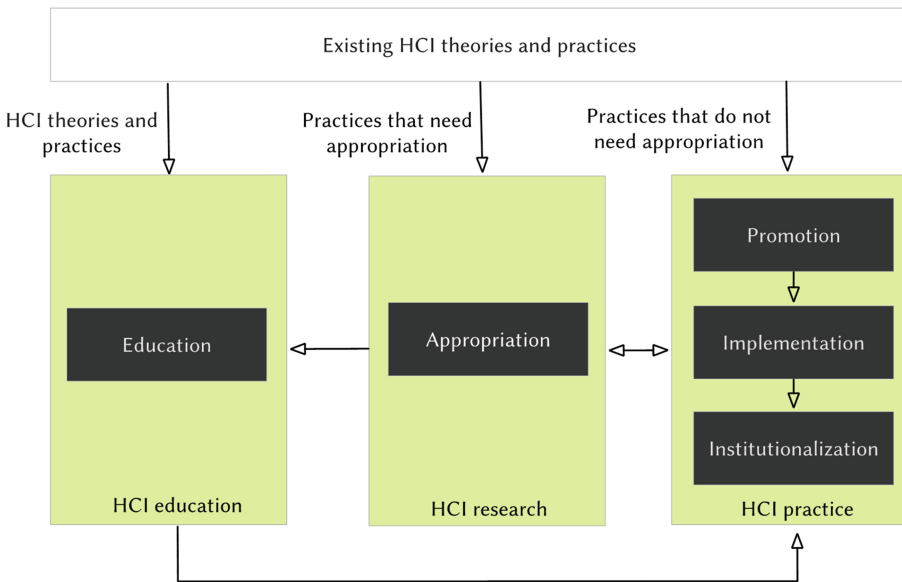 Existing HCI theories and practices
HCI theories and
practices
Practices that need
appropriation
Practices that do not
need appropriation
Promotion
Education
Appropriation
Implementation
Institutionalization
HCI education
HCI research
HCI practice